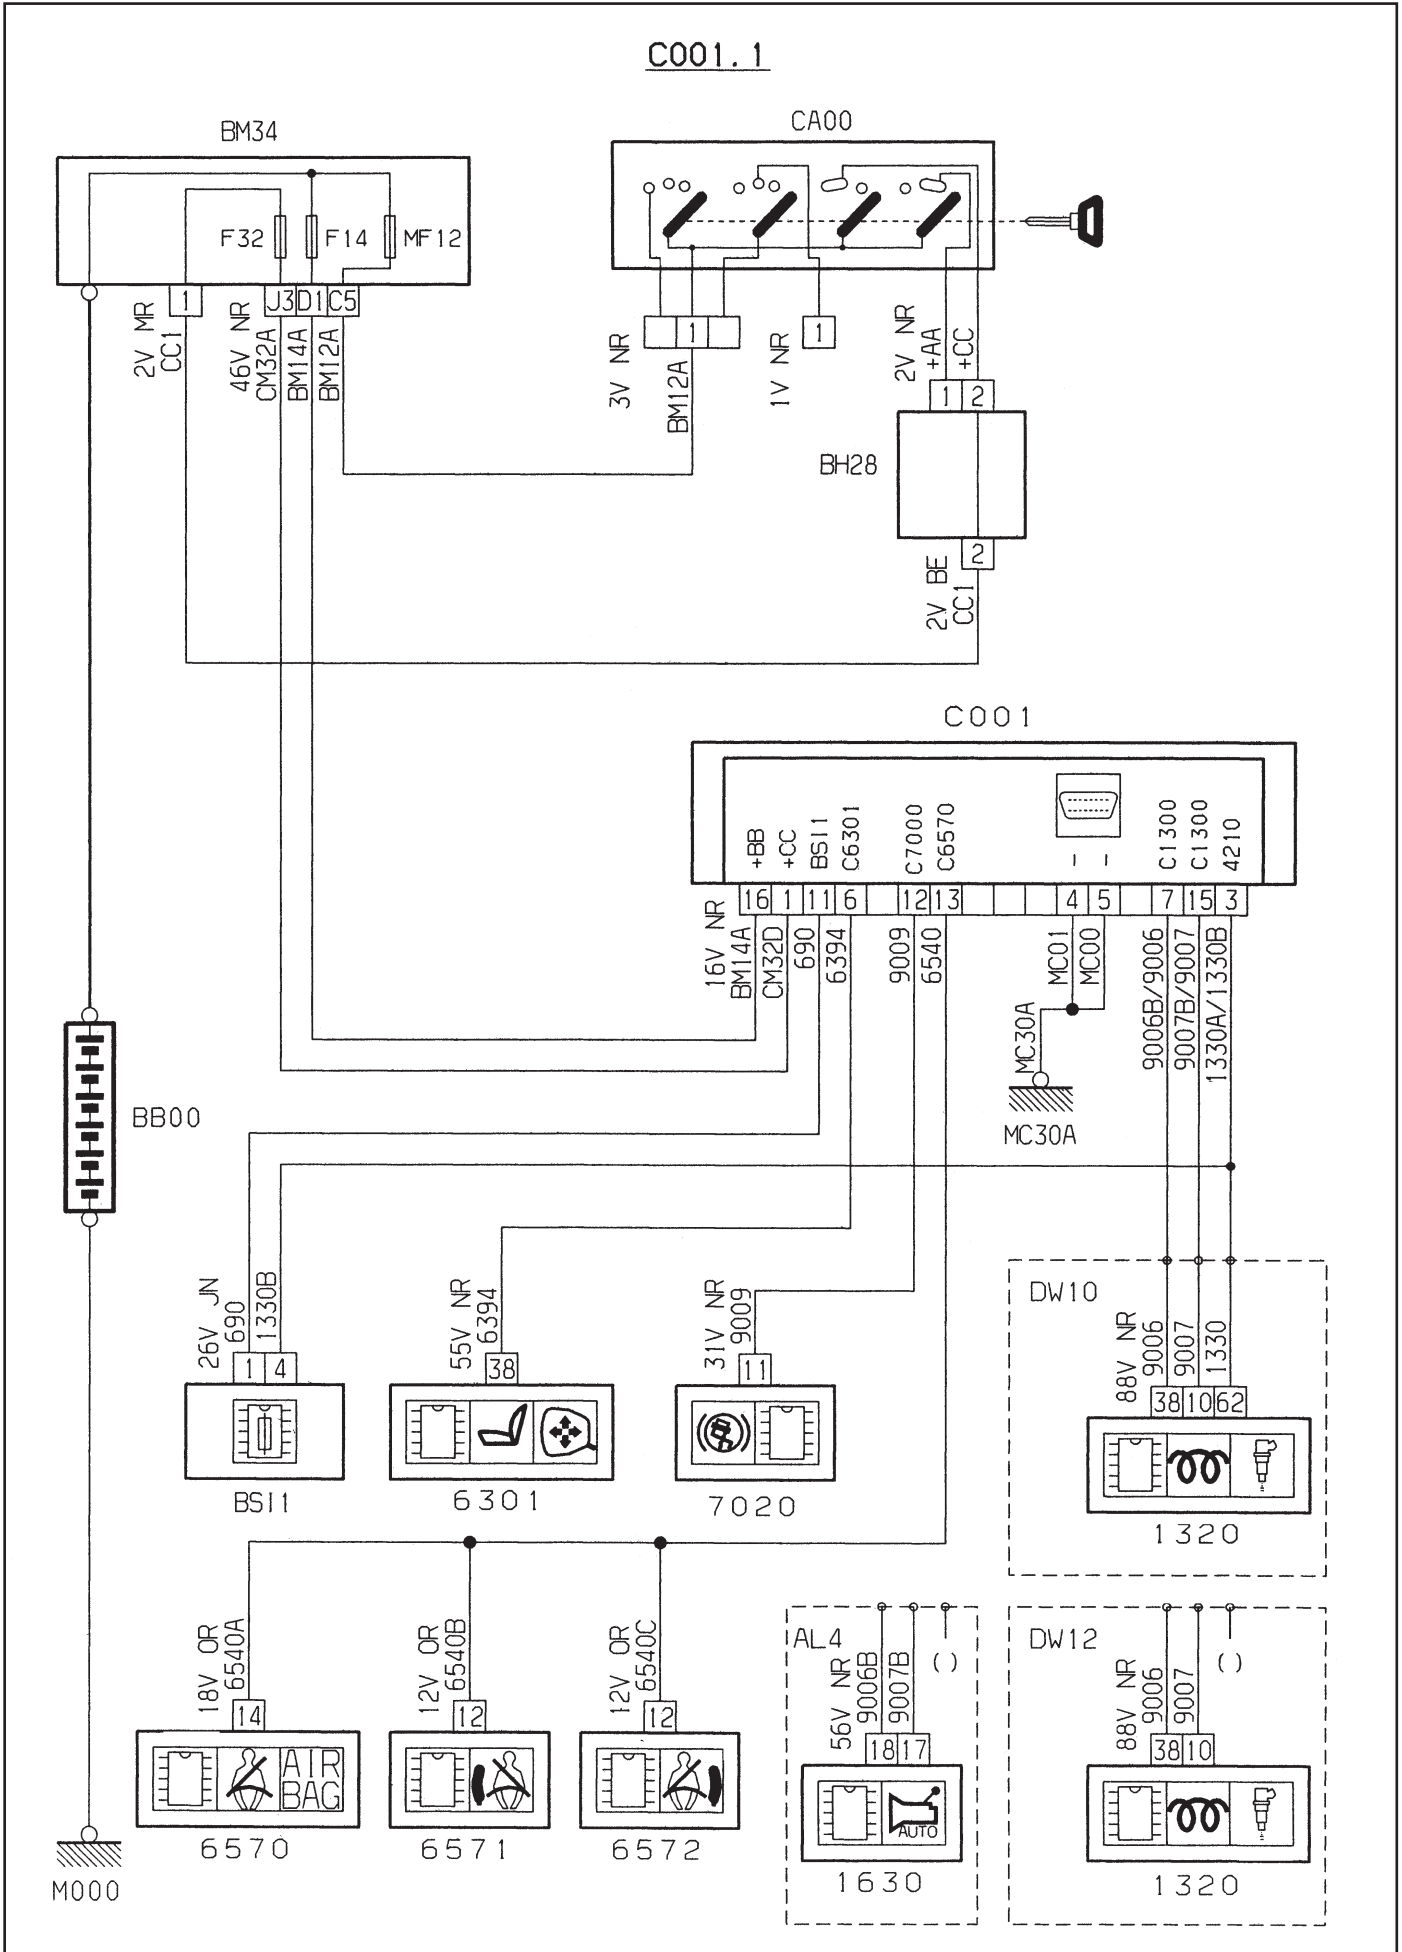 C001.1
BM34
CA00
F32
F14
MF12
1
J3
D1
C5
2V MR
CC1
46V NR
CM32A
BM14A
BM12A
1
3V NR
BM12A
1
1V NR
2V NR
+AA
+CC
1
2
BH28
2
2V BE
CC1
C001
+BB
+CC
BSI1
C6301
C7000
C6570
–
–
C1300
C1300
4210
16
1
11
6
12
13
4
5
7
15
3
16V NR
BM14A
CM32D
690
6394
9009
6540
MC01
MC00
9006B/9006
9007B/9007
1330A/1330B
MC30A
MC30A
BB00
26V JN
690
1330B
1
4
BSI1
55V NR
6394
38
6301
31V NR
9009
11
7020
DW10
88V NR
9006
9007
1330
38
10
62
1320
18V OR
6540A
14
AIR
BAG
6570
12V OR
6540B
12
6571
12V OR
6540C
12
6572
AL4
()
56V NR
9006B
9007B
18
17
AUTO
1630
DW12
()
88V NR
9006
9007
38
10
1320
M000